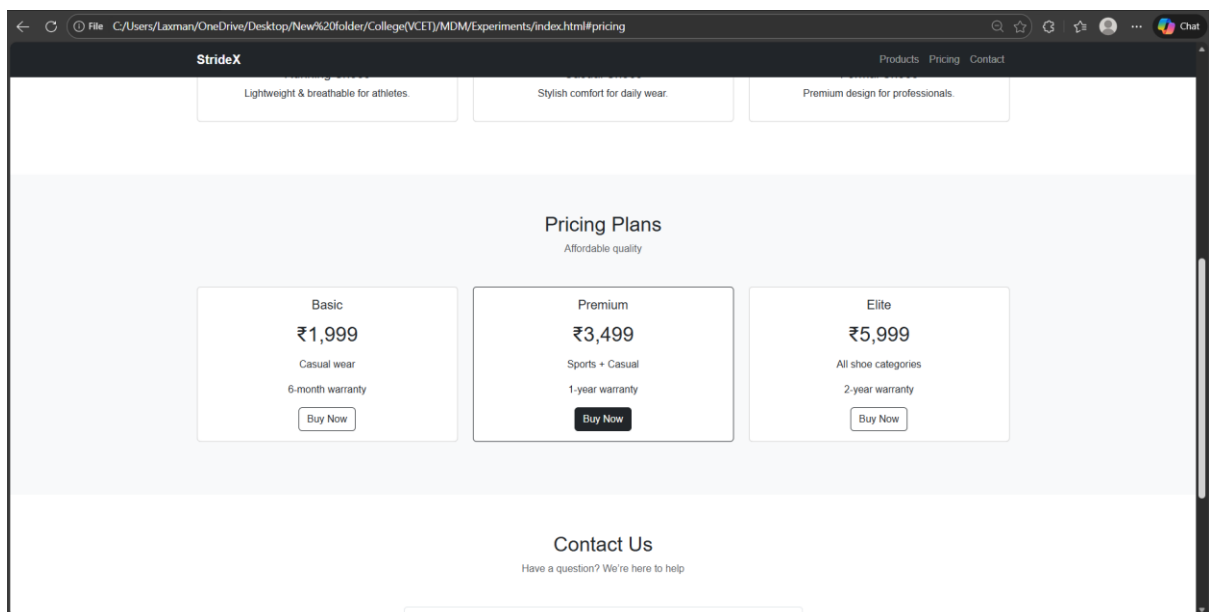 File C:/Users/Laxman/OneDrive/Desktop/New%20folder/College(VCET)/MDM/Experiments/index.html#pricing
Chat
StrideX Products Pricing Contact
Lightweight & breathable for athletes. Stylish comfort for daily wear. Premium design for professionals.
Pricing Plans
Affordable quality
Basic Premium Elite
₹1,999 ₹3,499 ₹5,999
Casual wear Sports + Casual All shoe categories
6-month warranty 1-year warranty 2-year warranty
Buy Now Buy Now Buy Now
Contact Us
Have a question? We're here to help